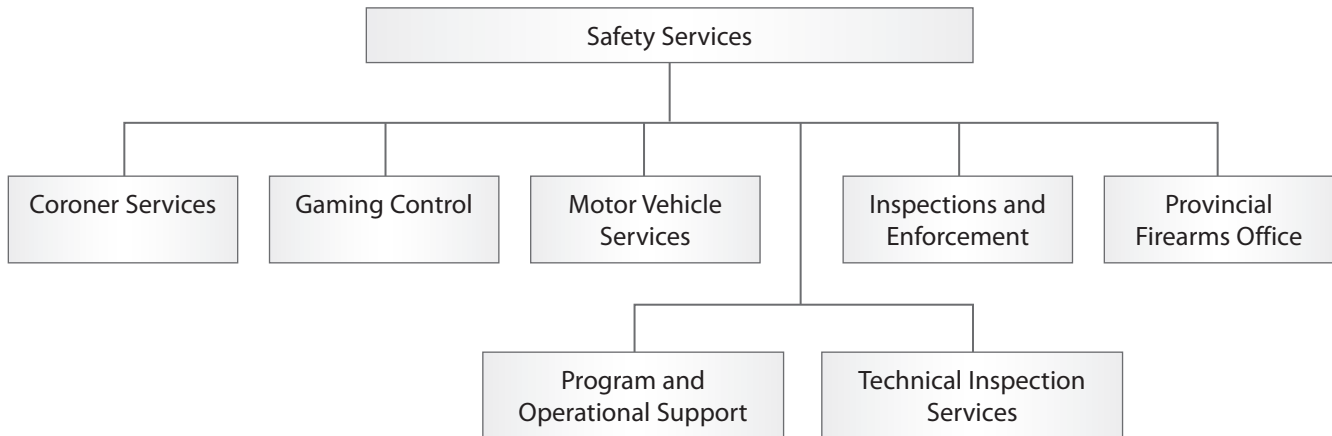 Safety Services
Coroner Services
Gaming Control
Motor Vehicle
Services
Inspections and
Enforcement
Provincial
Firearms Office
Program and
Operational Support
Technical Inspection
Services